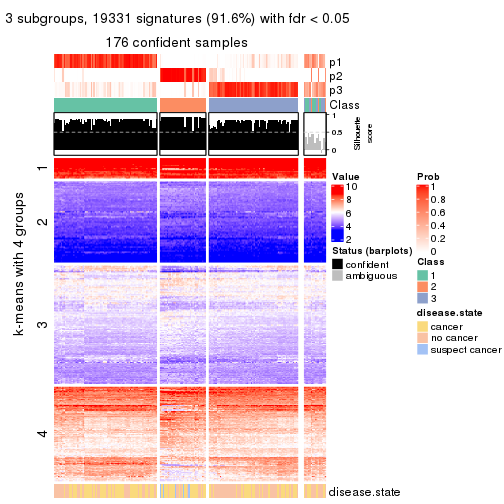 3 subgroups, 19331 signatures (91.6%) with fdr < 0.05
176 confident samples
p1
p2
p3
Class
1
0.5
0
Silhouette
score
k-means with 4 groups
1
2
3
4
disease.state
Value
10
8
6
4
2
Status (barplots)
confident
ambiguous
Prob
1
0.8
0.6
0.4
0.2
0
Class
1
2
3
disease.state
cancer
no cancer
suspect cancer